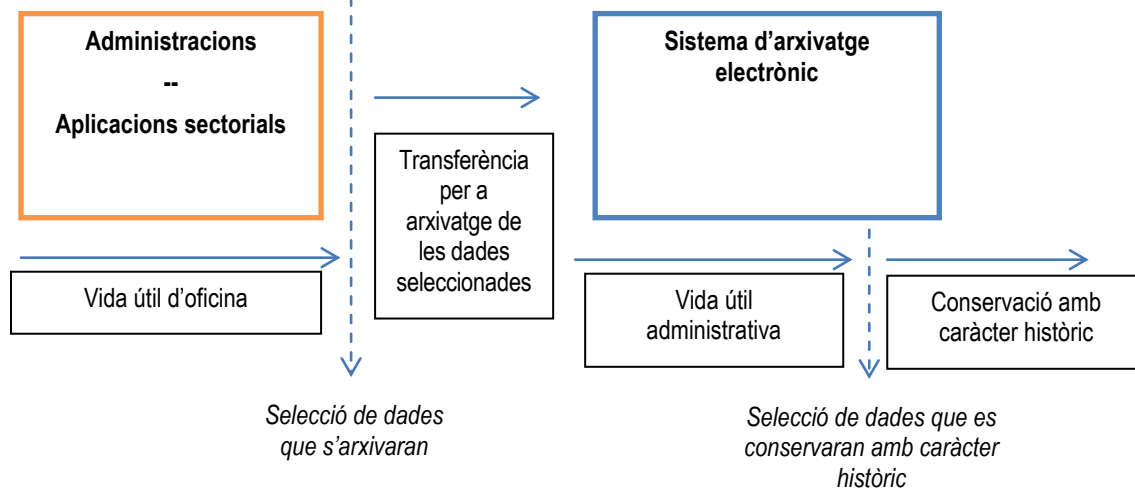 Administracions
--
Aplicacions sectorials
Sistema d’arxivatge
electrònic
Transferència
per a
arxivatge de
les dades
seleccionades
Vida útil d’oficina
Vida útil
administrativa
Conservació amb
caràcter històric
Selecció de dades
que s’arxivaran
Selecció de dades que es
conservaran amb caràcter
històric